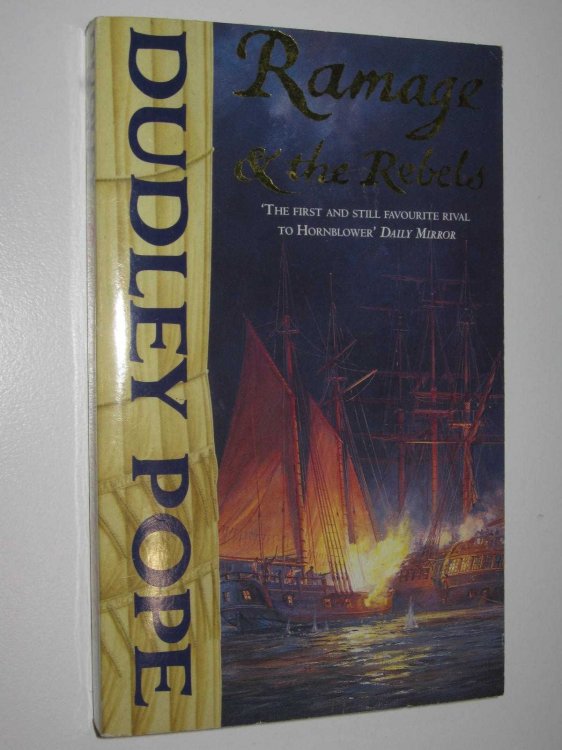 DUDLEY POPE
Ramage
& the Rebels
‘THE FIRST AND STILL FAVOURITE RIVAL
TO HORNBLOWER’ DAILY MIRROR